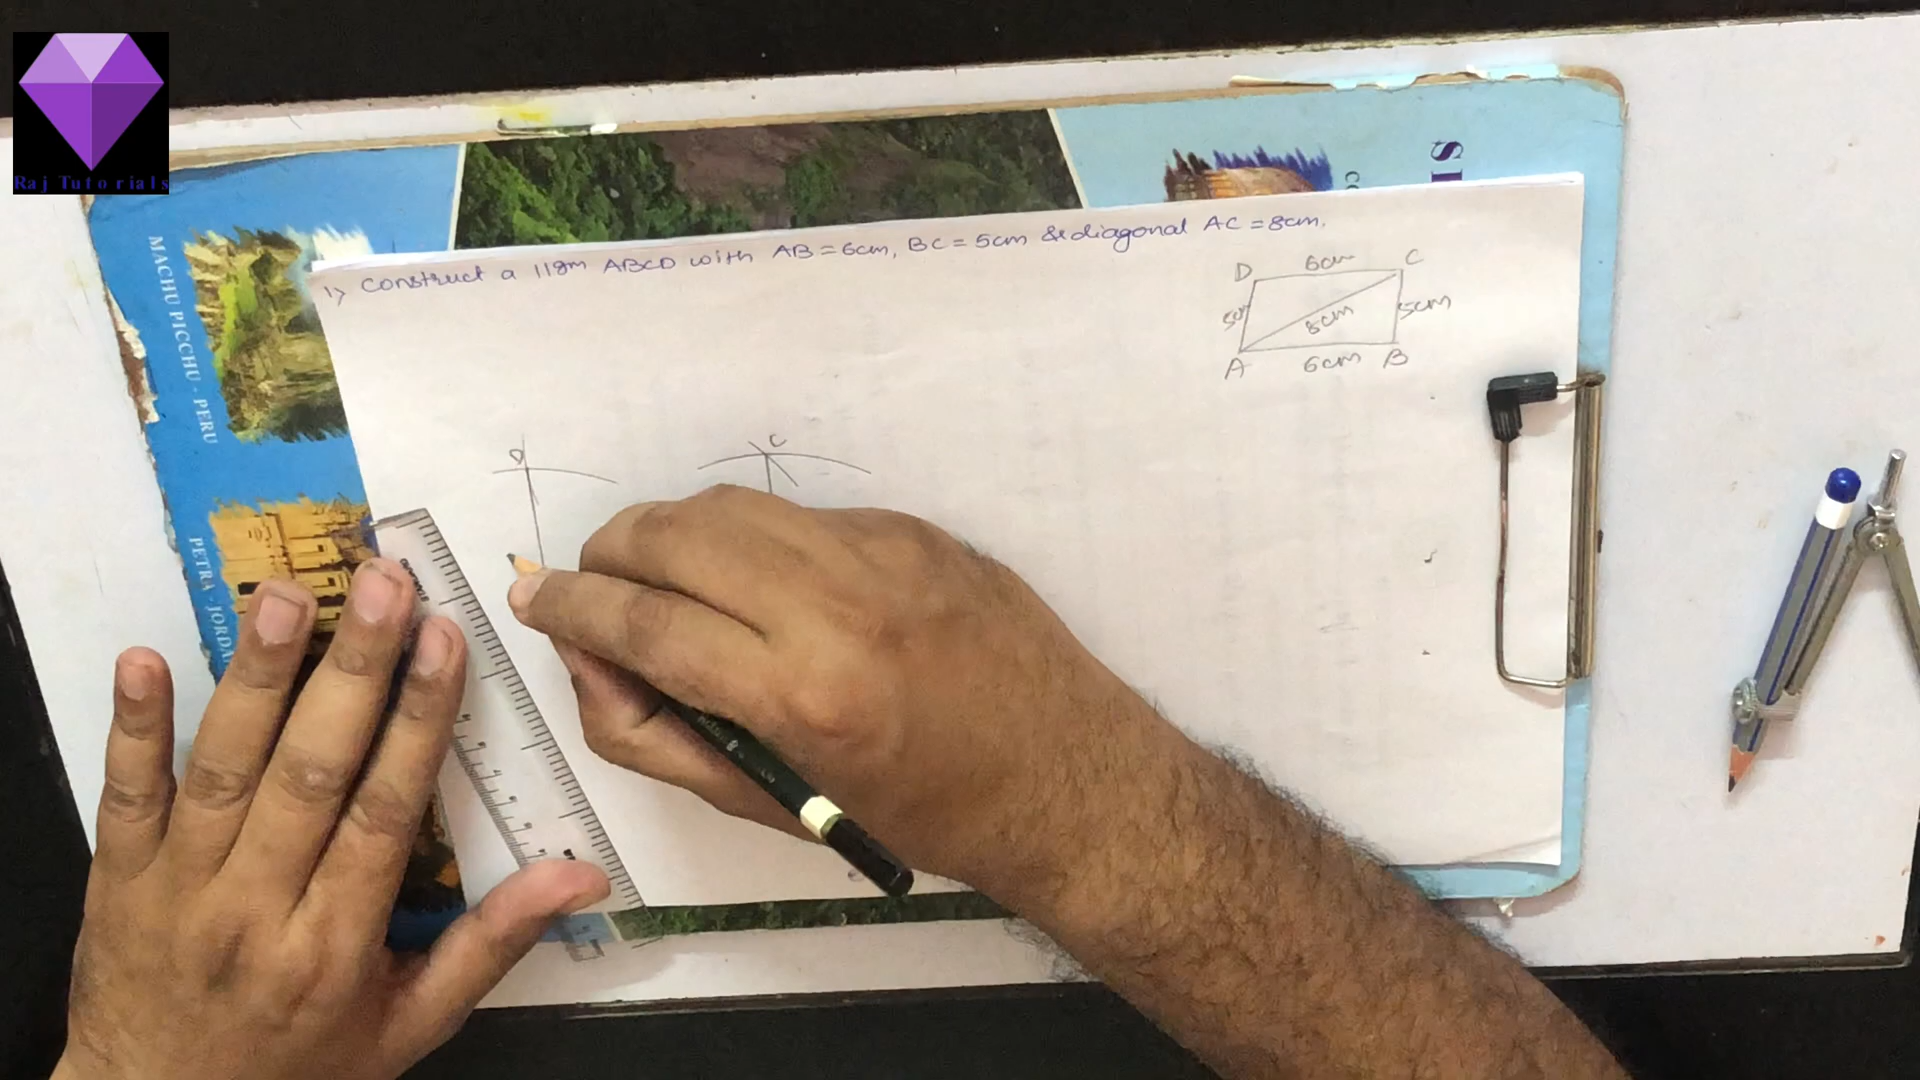 Raj Tutorials
1) Construct a 11gm ABCD with AB = 6cm, BC = 5cm & diagonal AC = 8cm.
D 6cm C
5cm 8cm 5cm
A 6cm B
D C
MACHU PICCHU - PERU
PETRA - JORDA